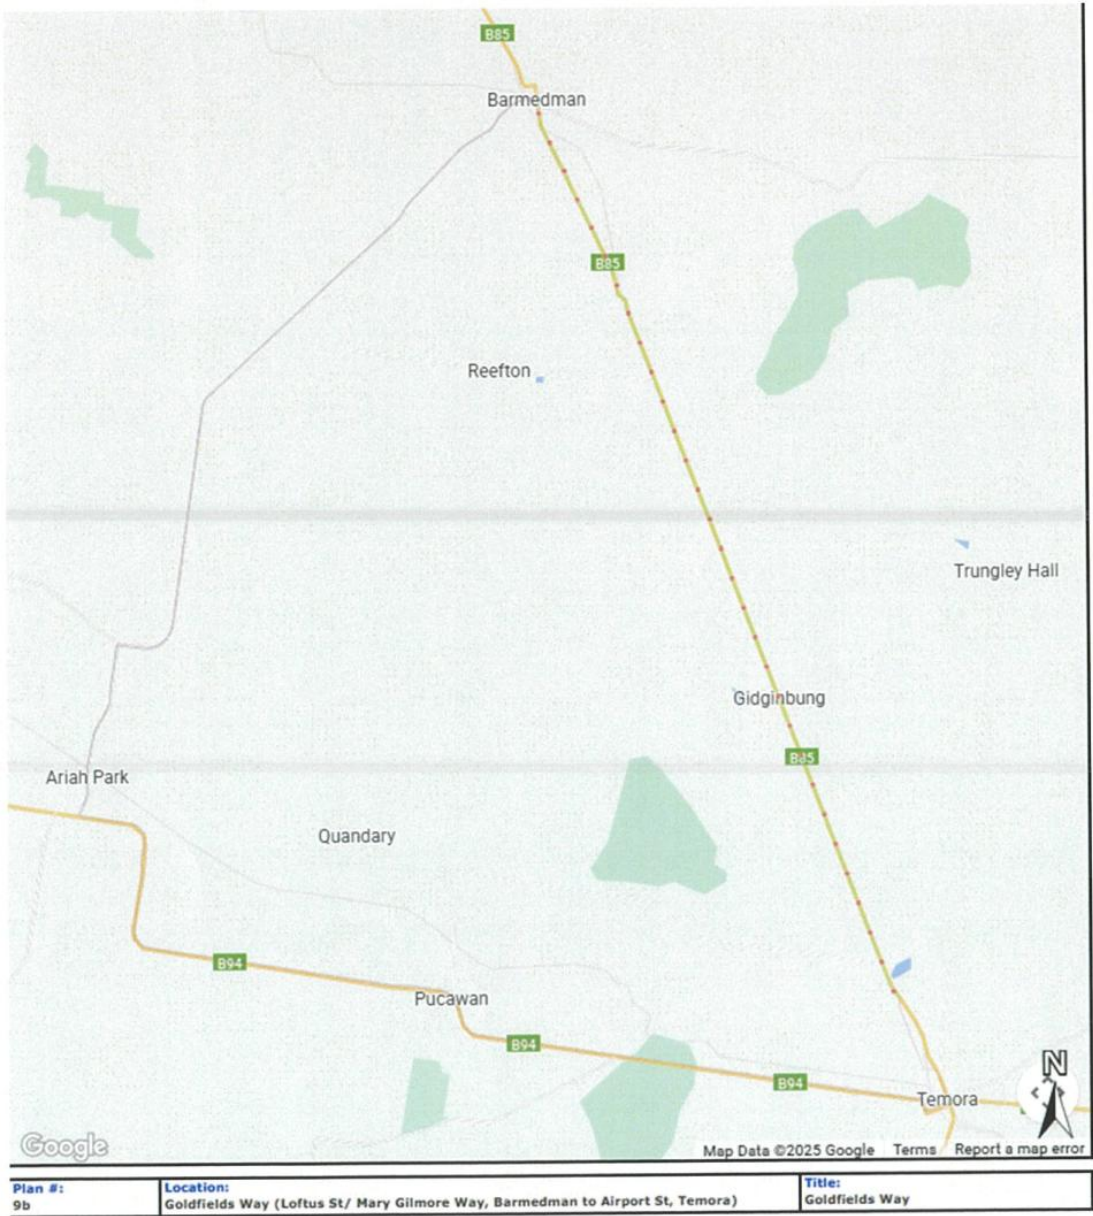 B85
Barmedman
B85
Reefton
Trungley Hall
Gidginbung
B85
Ariah Park
Quandary
B94
Pucawan
B94
N
B94
Temora
Google
Map Data ©2025 Google Terms Report a map error
Plan #: Location: Title:
9b Goldfields Way (Loftus St/ Mary Gilmore Way, Barmedman to Airport St, Temora) Goldfields Way